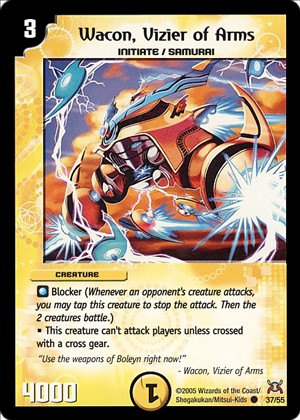 3
Wacon, Vizier of Arms
INITIATE / SAMURAI
CREATURE
Blocker (Whenever an opponent's creature attacks,
you may tap this creature to stop the attack. Then the
2 creatures battle.)
▪ This creature can't attack players unless crossed
with a cross gear.
"Use the weapons of Boleyn right now!"
- Wacon, Vizier of Arms
4000
1
©2005 Wizards of the Coast/
Shogakukan/Mitsui-Kids ● 37/55